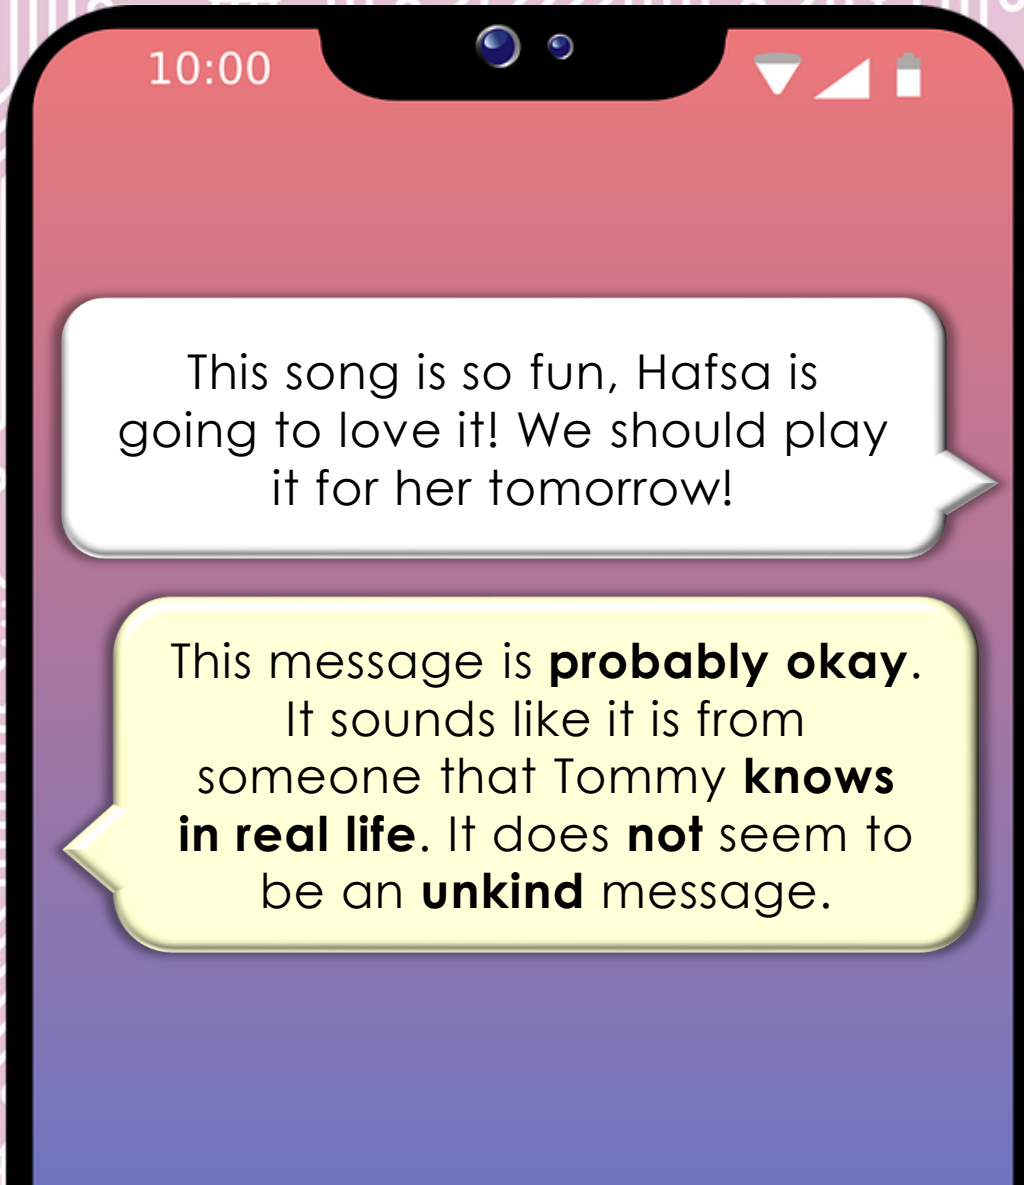 10:00
This song is so fun, Hafsa is
going to love it! We should play
it for her tomorrow!
This message is probably okay.
It sounds like it is from
someone that Tommy knows
in real life. It does not seem to
be an unkind message.